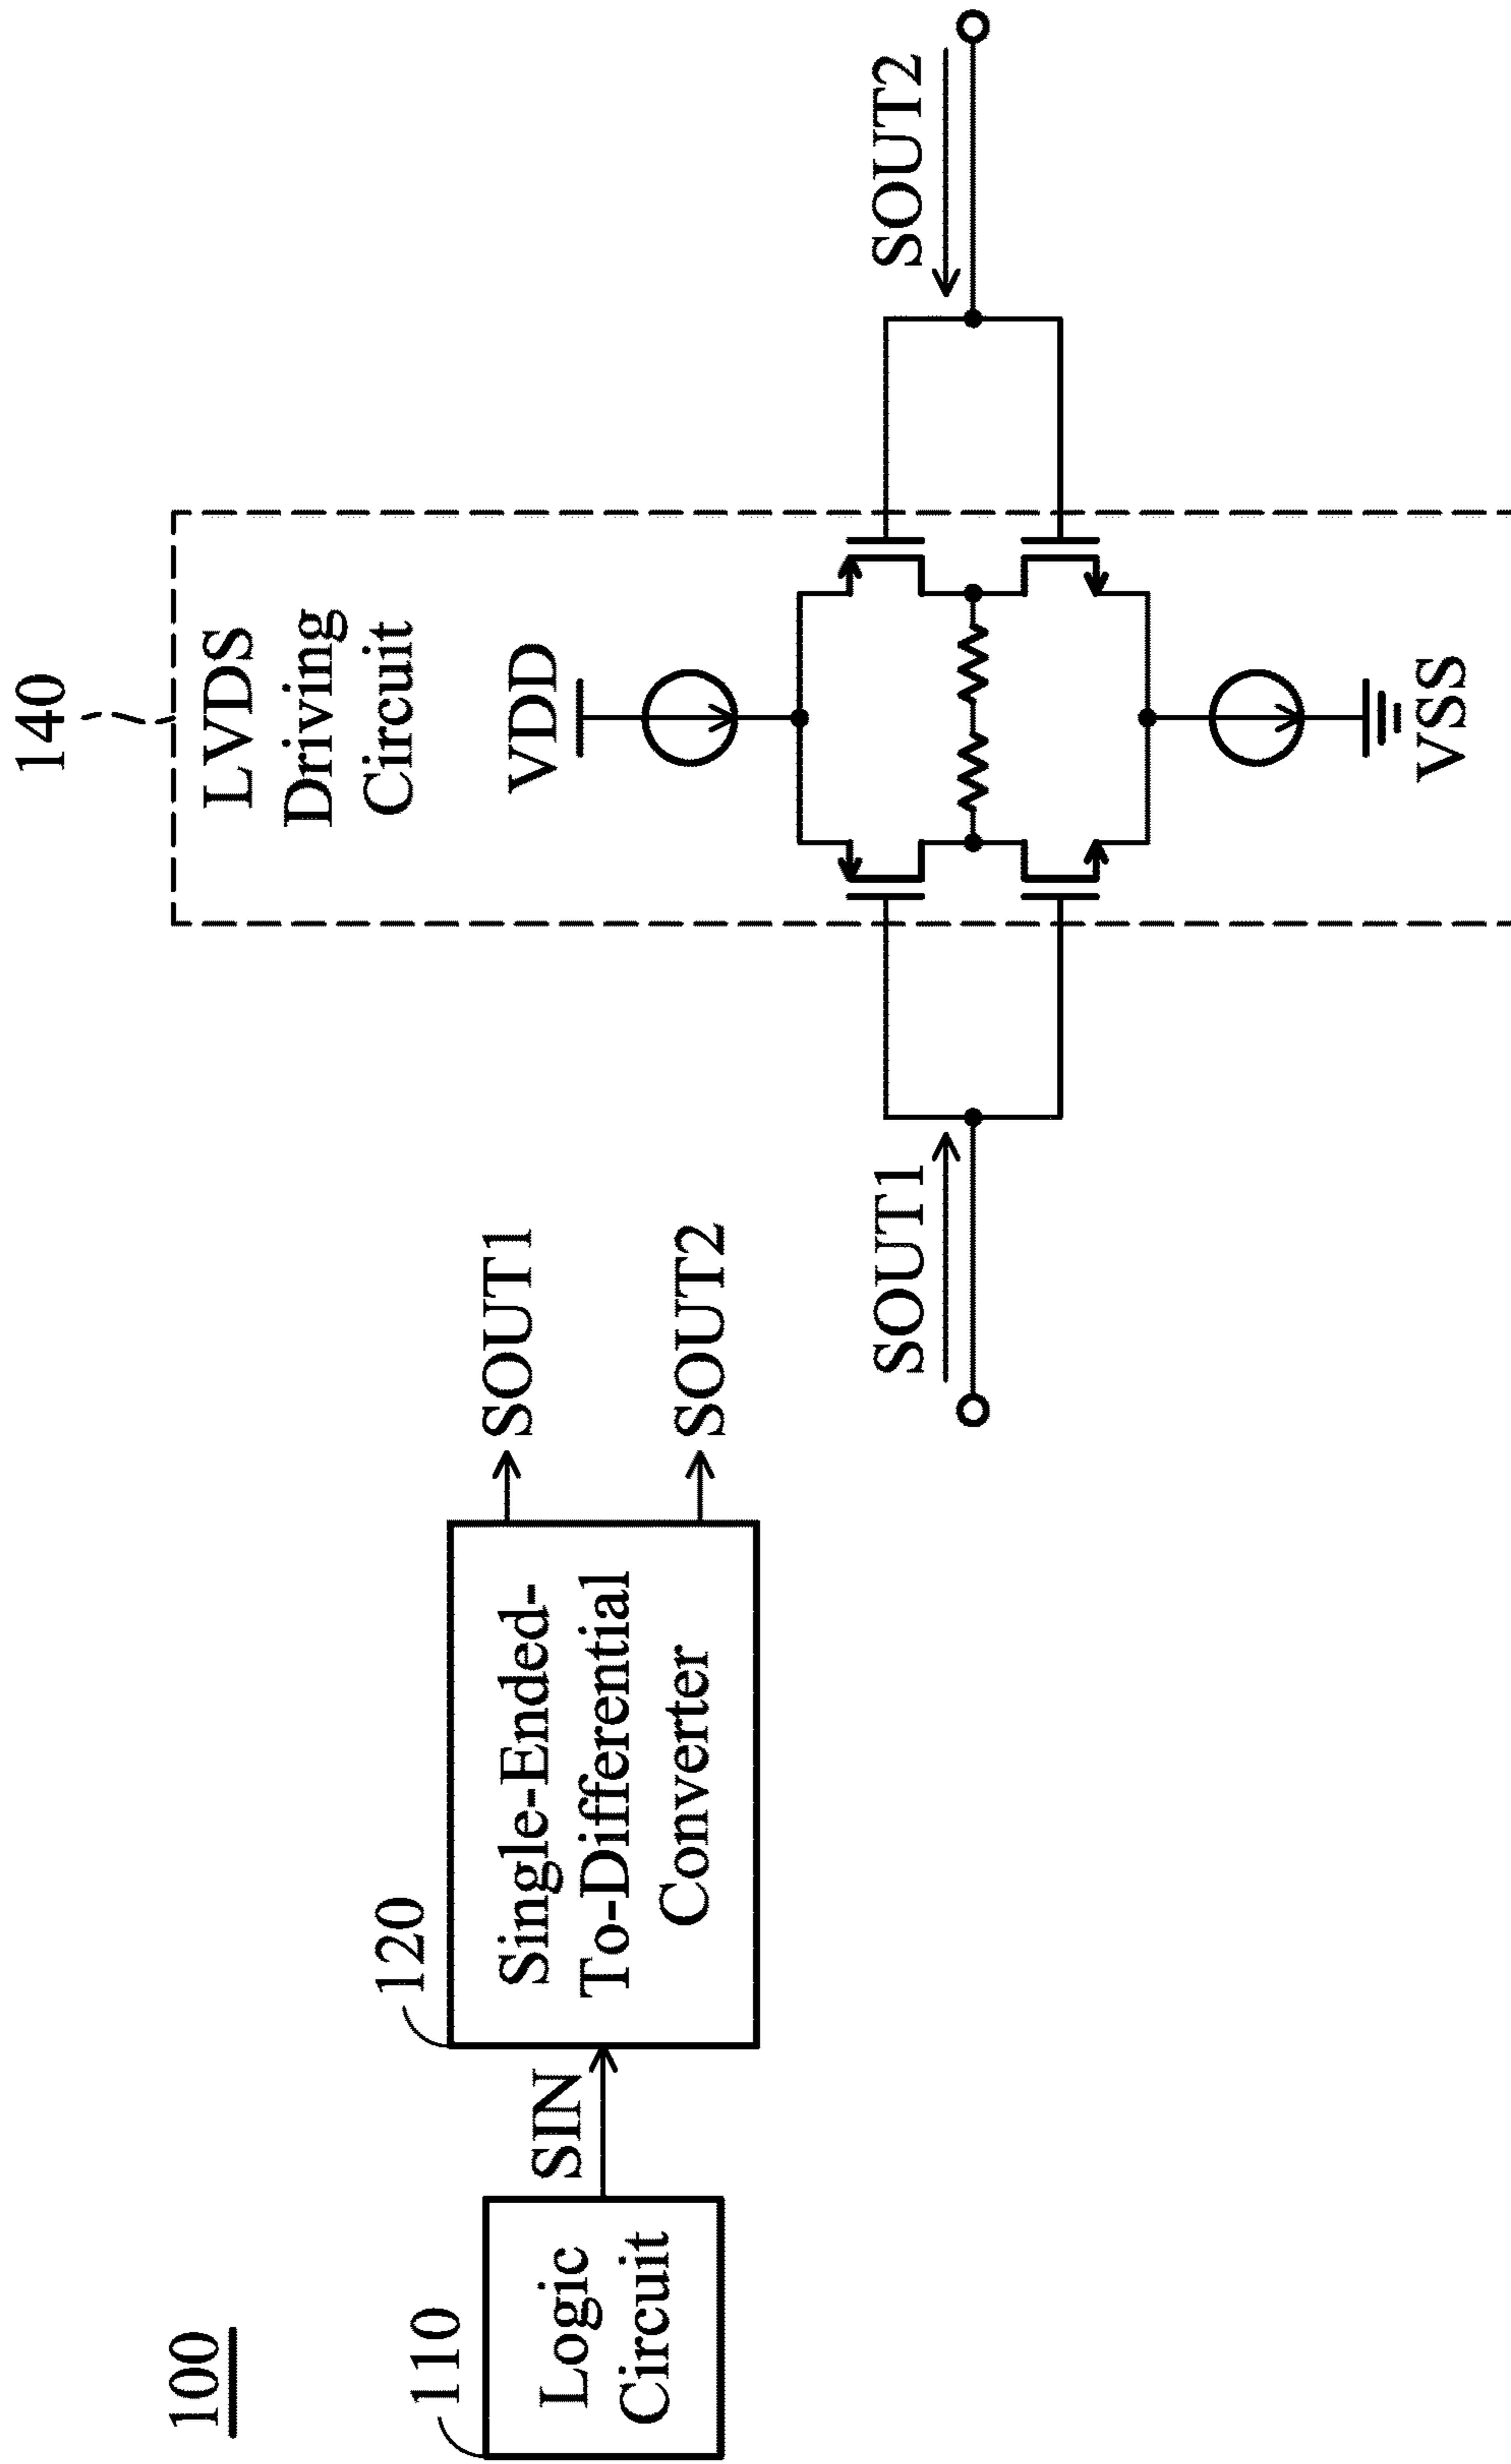 100
110
Logic
Circuit
SIN
120
Single-Ended-
To-Differential
Converter
SOUT1
SOUT2
140
LVDS
Driving
Circuit
VDD
SOUT1
SOUT2
VSS